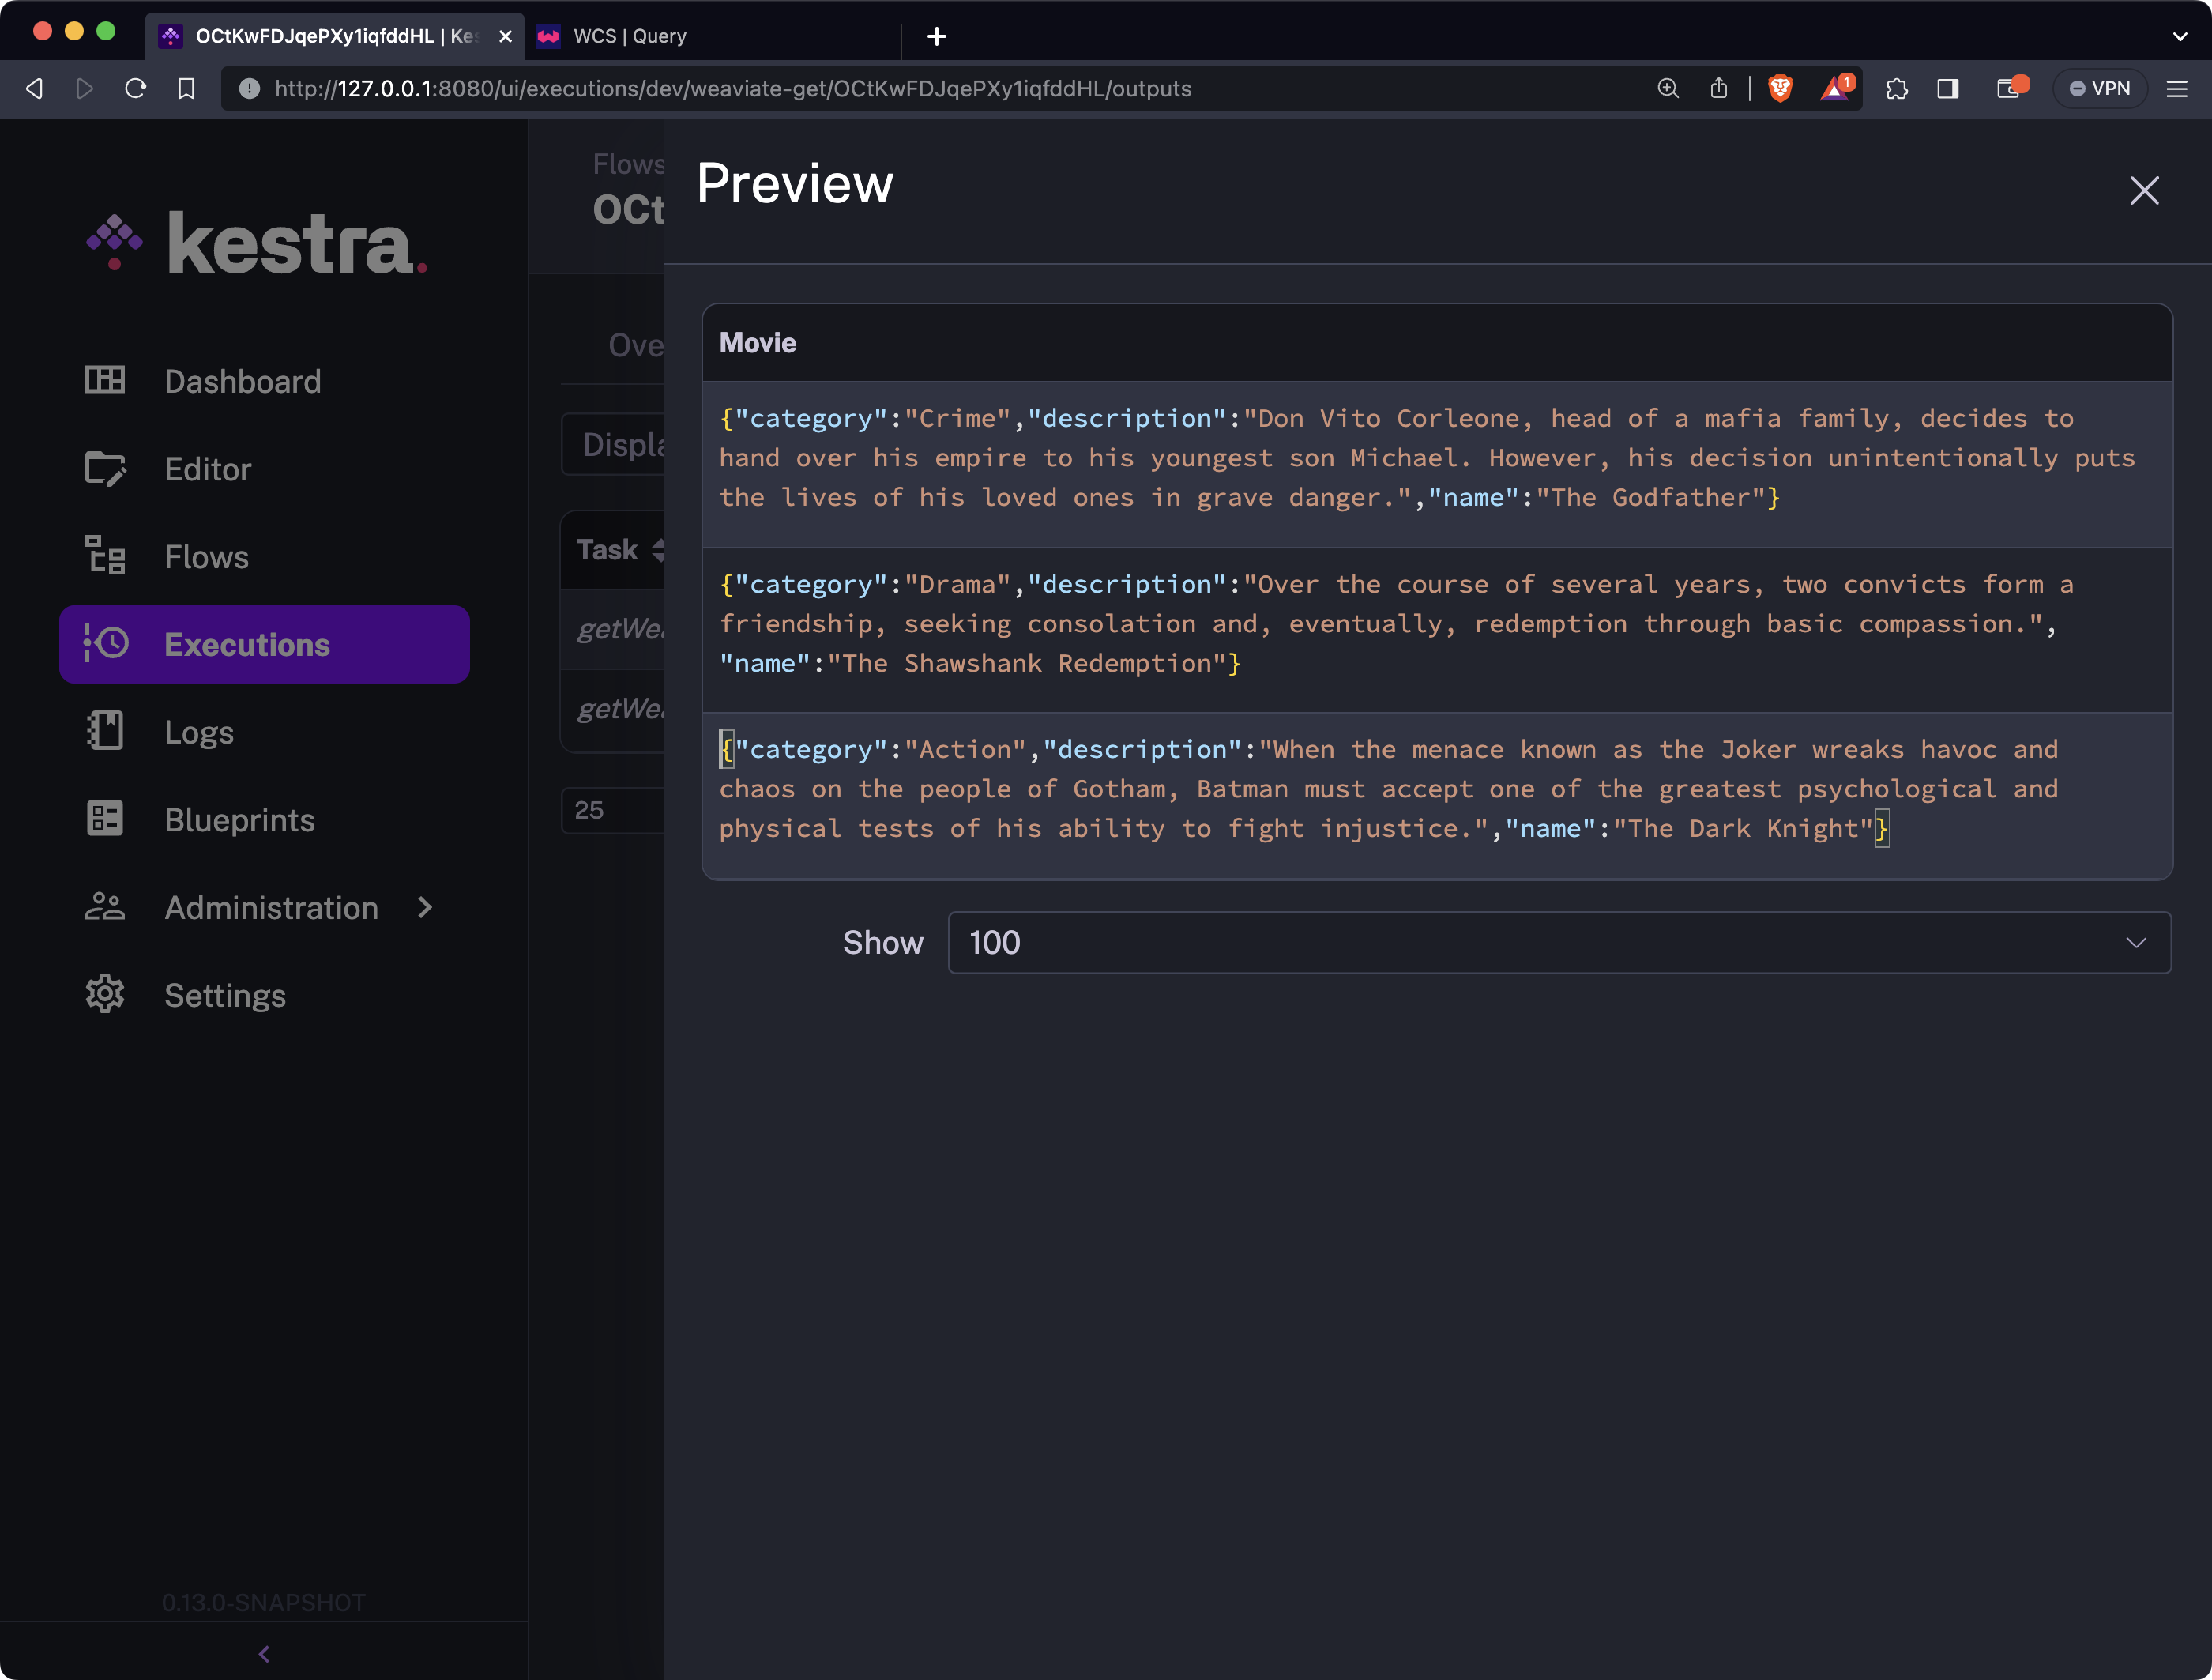 OCtKwFDJqePXy1iqfddHL | Kes
WCS | Query
http://127.0.0.1:8080/ui/executions/dev/weaviate-get/OCtKwFDJqePXy1iqfddHL/outputs
1
VPN
kestra.
Dashboard
Editor
Flows
Executions
Logs
Blueprints
Administration
Settings
0.13.0-SNAPSHOT
Flows
OCt
Ove
Displa
Task
getWea
getWea
25
Preview
Movie
{"category":"Crime","description":"Don Vito Corleone, head of a mafia family, decides to
hand over his empire to his youngest son Michael. However, his decision unintentionally puts
the lives of his loved ones in grave danger.","name":"The Godfather"}
{"category":"Drama","description":"Over the course of several years, two convicts form a
friendship, seeking consolation and, eventually, redemption through basic compassion.",
"name":"The Shawshank Redemption"}
{"category":"Action","description":"When the menace known as the Joker wreaks havoc and
chaos on the people of Gotham, Batman must accept one of the greatest psychological and
physical tests of his ability to fight injustice.","name":"The Dark Knight"}
Show
100